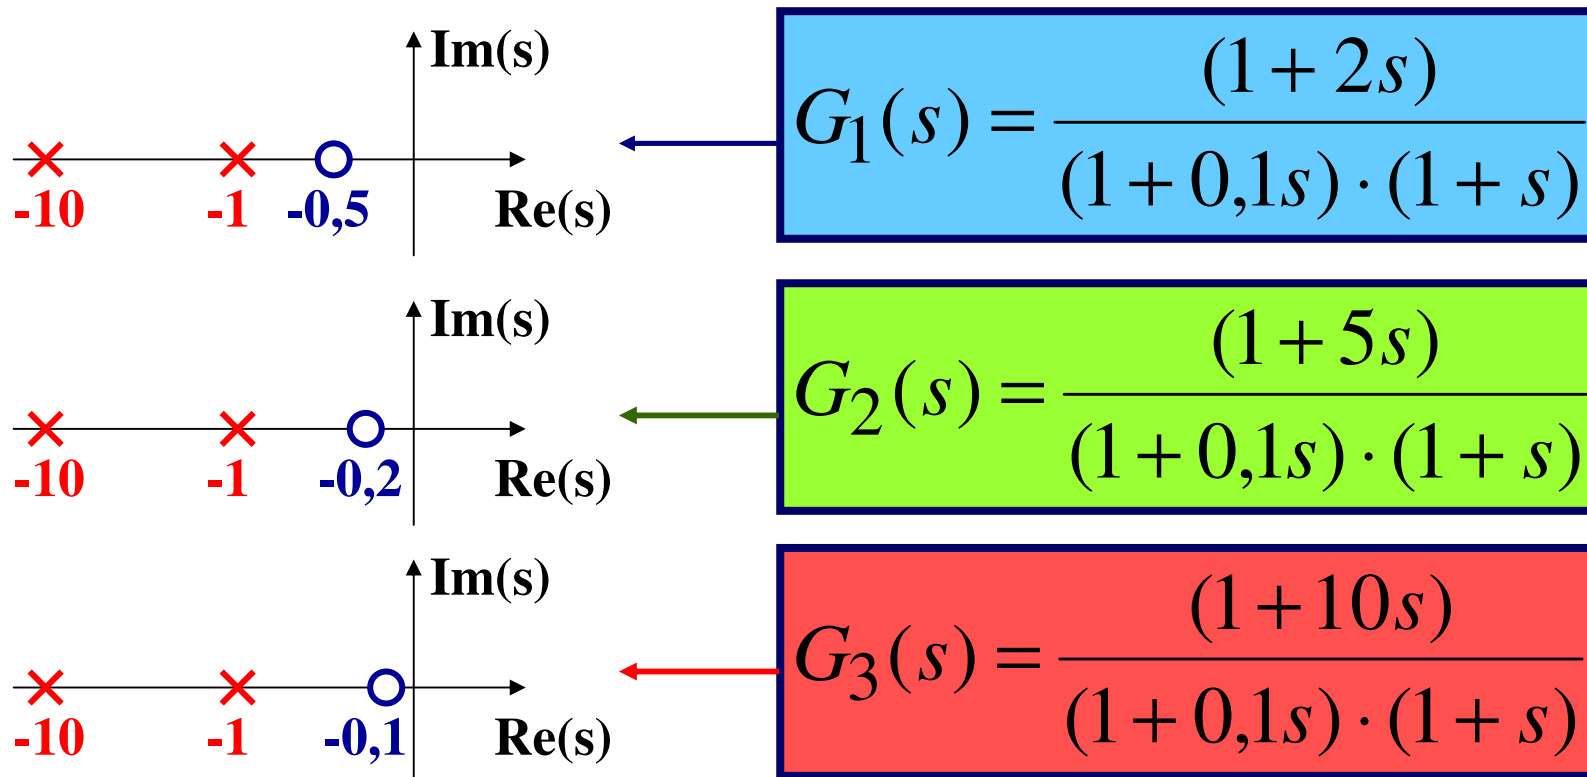 Im(s)
-10 -1 -0,5 Re(s)
G₁(s) = (1 + 2s) / (1 + 0,1s) · (1 + s)
Im(s)
-10 -1 -0,2 Re(s)
G₂(s) = (1 + 5s) / (1 + 0,1s) · (1 + s)
Im(s)
-10 -1 -0,1 Re(s)
G₃(s) = (1 + 10s) / (1 + 0,1s) · (1 + s)